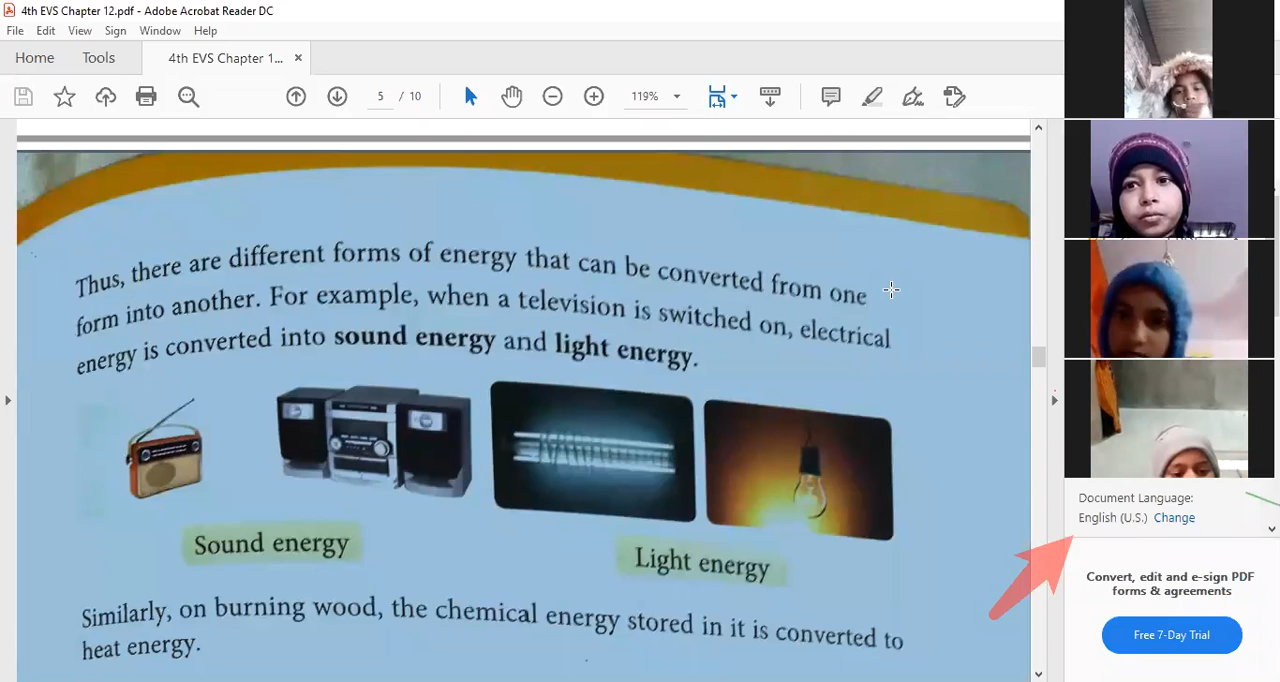 4th EVS Chapter 12.pdf - Adobe Acrobat Reader DC
File Edit View Sign Window Help
Home Tools 4th EVS Chapter 1... ×
5 / 10 119%
Thus, there are different forms of energy that can be converted from one
form into another. For example, when a television is switched on, electrical
energy is converted into sound energy and light energy.
Sound energy
Light energy
Similarly, on burning wood, the chemical energy stored in it is converted to
heat energy.
Document Language:
English (U.S.) Change
Convert, edit and e-sign PDF
forms & agreements
Free 7-Day Trial